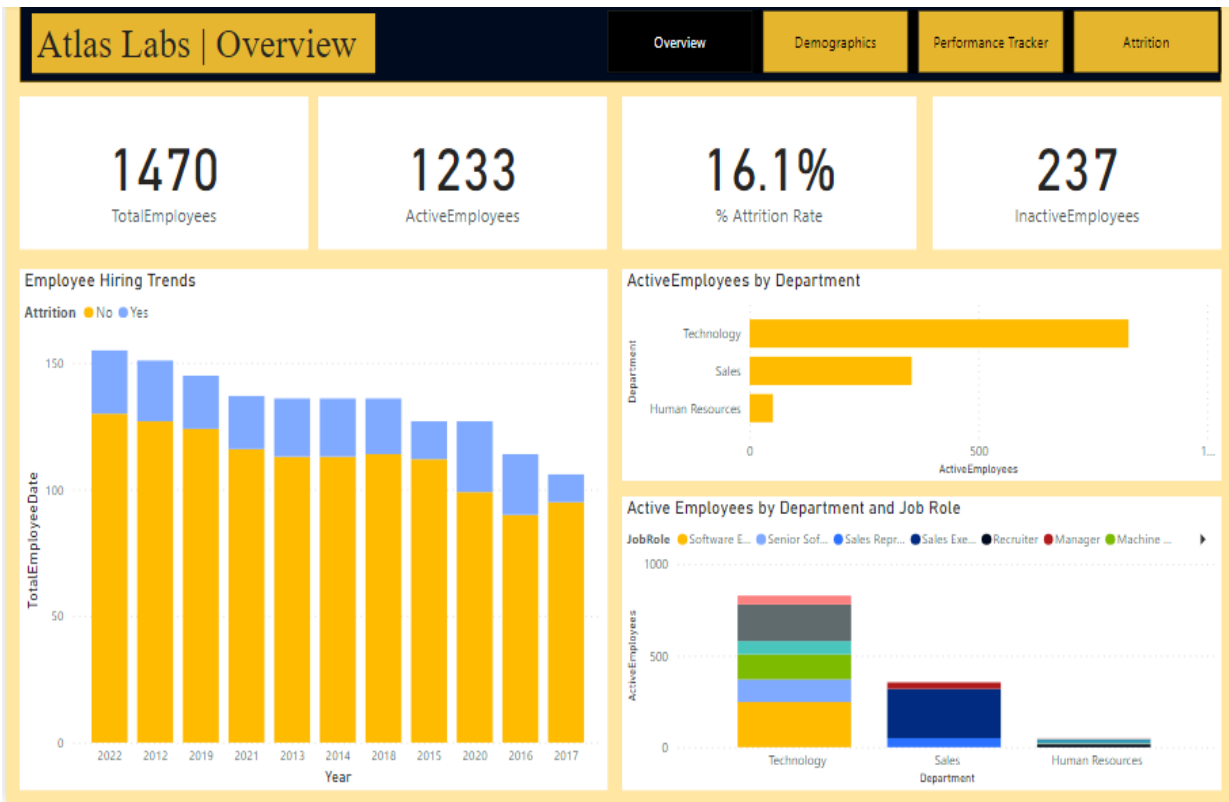 Atlas Labs | Overview
Overview
Demographics
Performance Tracker
Attrition
1470
TotalEmployees
1233
ActiveEmployees
16.1%
% Attrition Rate
237
InactiveEmployees
Employee Hiring Trends
Attrition No Yes
TotalEmployeeDate
150
100
50
0
2022 2012 2019 2021 2013 2014 2018 2015 2020 2016 2017
Year
ActiveEmployees by Department
Department
Technology
Sales
Human Resources
0 500 1...
ActiveEmployees
Active Employees by Department and Job Role
JobRole Software E... Senior Sof... Sales Repr... Sales Exe... Recruiter Manager Machine ...
ActiveEmployees
1000
500
0
Technology Sales Human Resources
Department